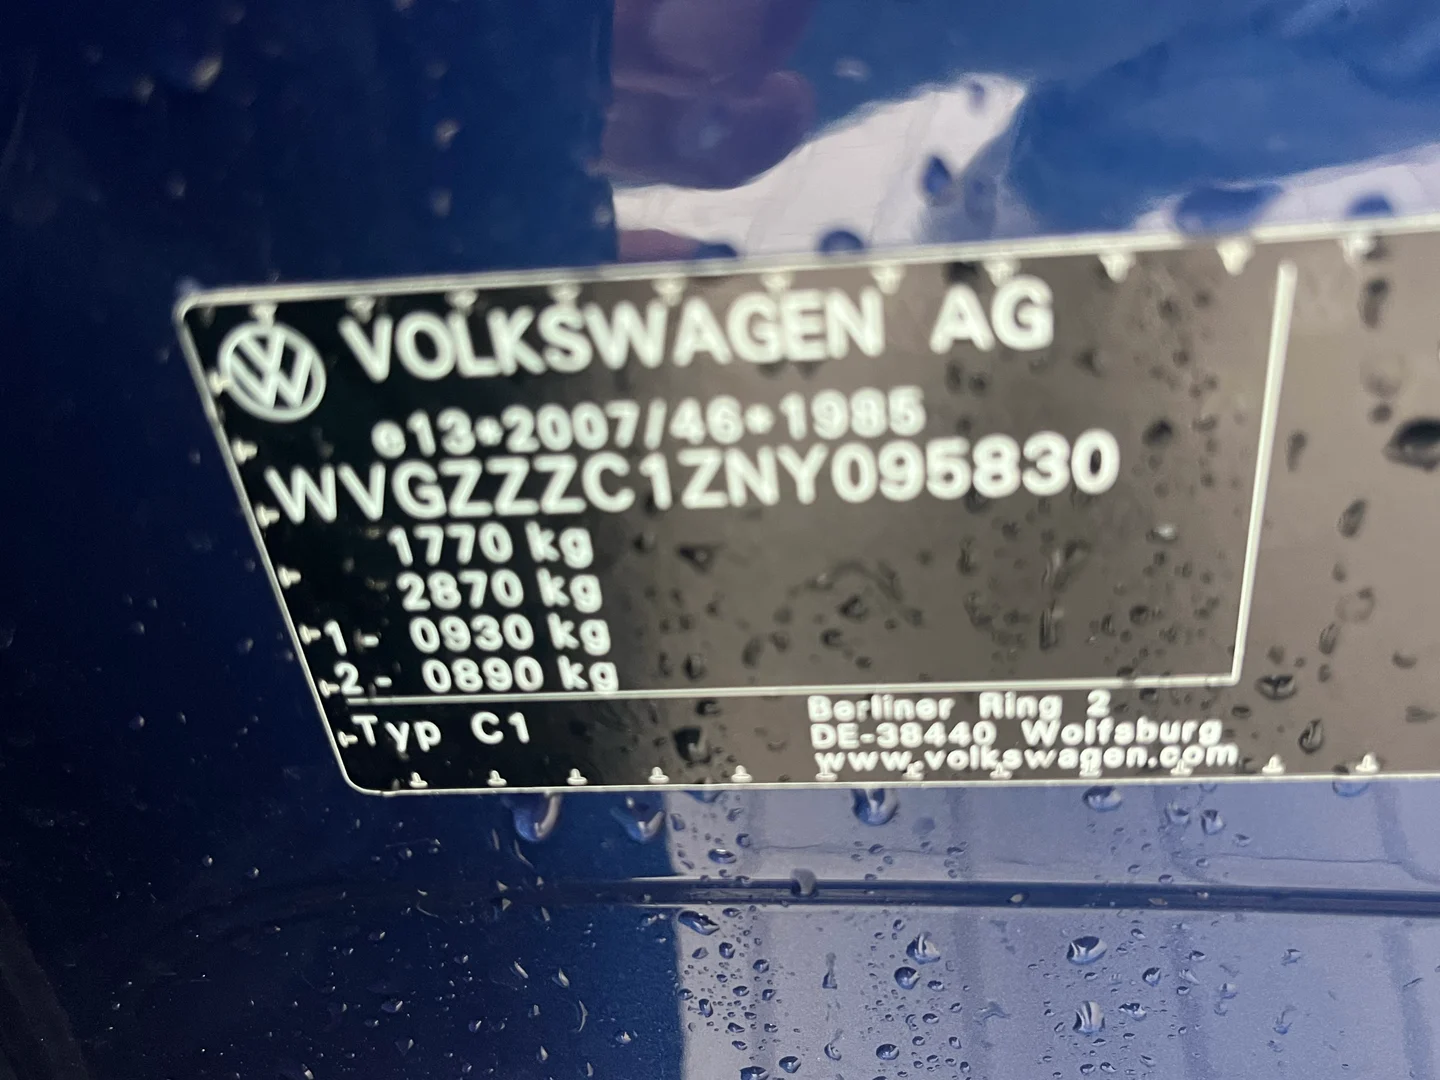 VOLKSWAGEN AG
e13*2007/46*1985
WVGZZZC1ZNY095830
1770 kg
2870 kg
1 - 0930 kg
2 - 0890 kg
Typ C1
Berliner Ring 2
DE-38440 Wolfsburg
www.volkswagen.com